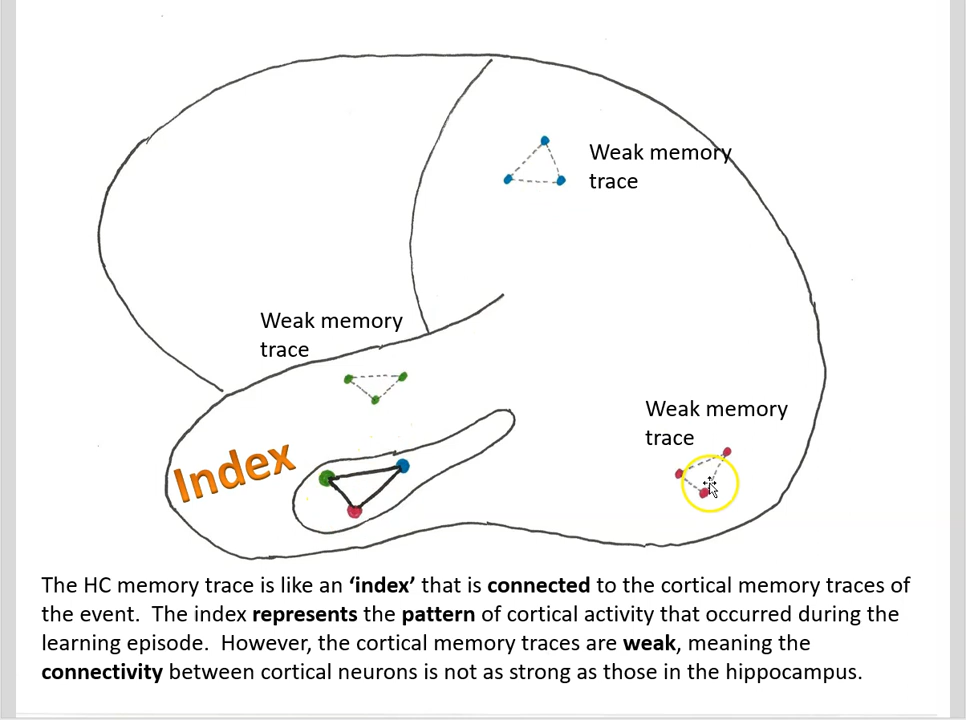 Weak memory
trace
Weak memory
trace
Weak memory
trace
Index
The HC memory trace is like an ‘index’ that is connected to the cortical memory traces of
the event. The index represents the pattern of cortical activity that occurred during the
learning episode. However, the cortical memory traces are weak, meaning the
connectivity between cortical neurons is not as strong as those in the hippocampus.